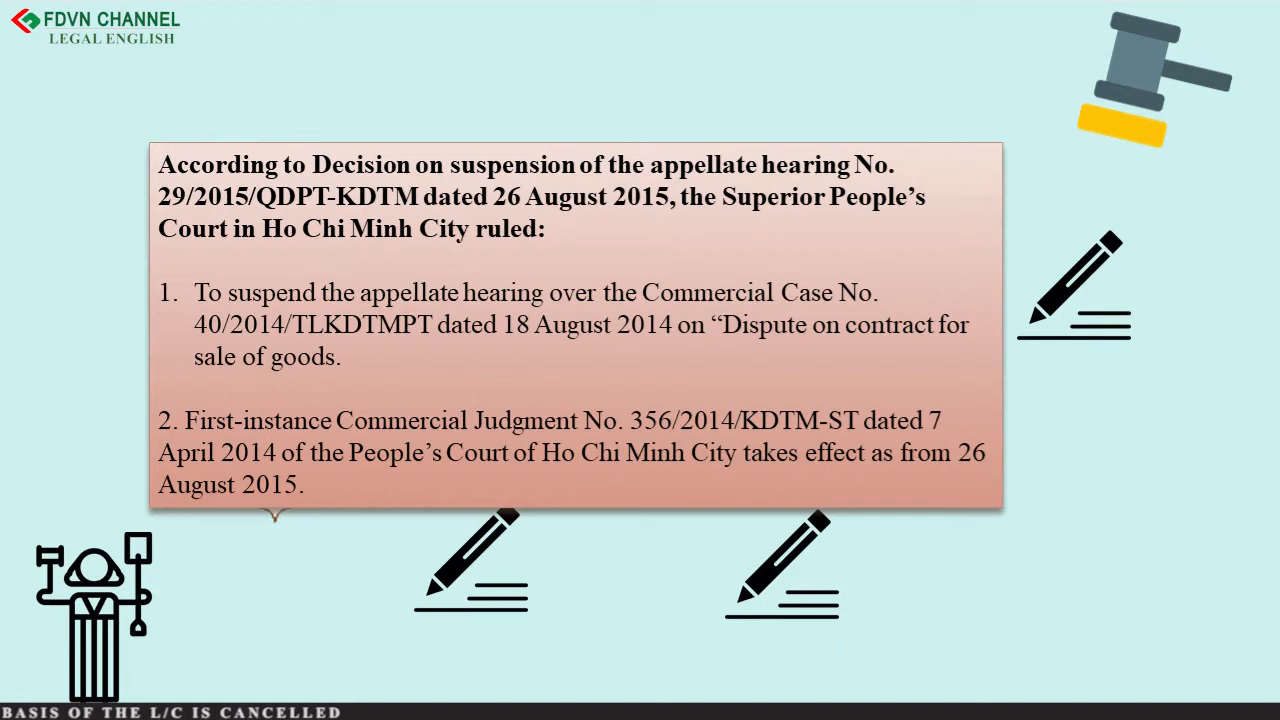 FDVN CHANNEL
LEGAL ENGLISH
According to Decision on suspension of the appellate hearing No.
29/2015/QDPT-KDTM dated 26 August 2015, the Superior People’s
Court in Ho Chi Minh City ruled:
1. To suspend the appellate hearing over the Commercial Case No.
40/2014/TLKDTMPT dated 18 August 2014 on “Dispute on contract for
sale of goods.
2. First-instance Commercial Judgment No. 356/2014/KDTM-ST dated 7
April 2014 of the People’s Court of Ho Chi Minh City takes effect as from 26
August 2015.
BASIS OF THE L/C IS CANCELLED